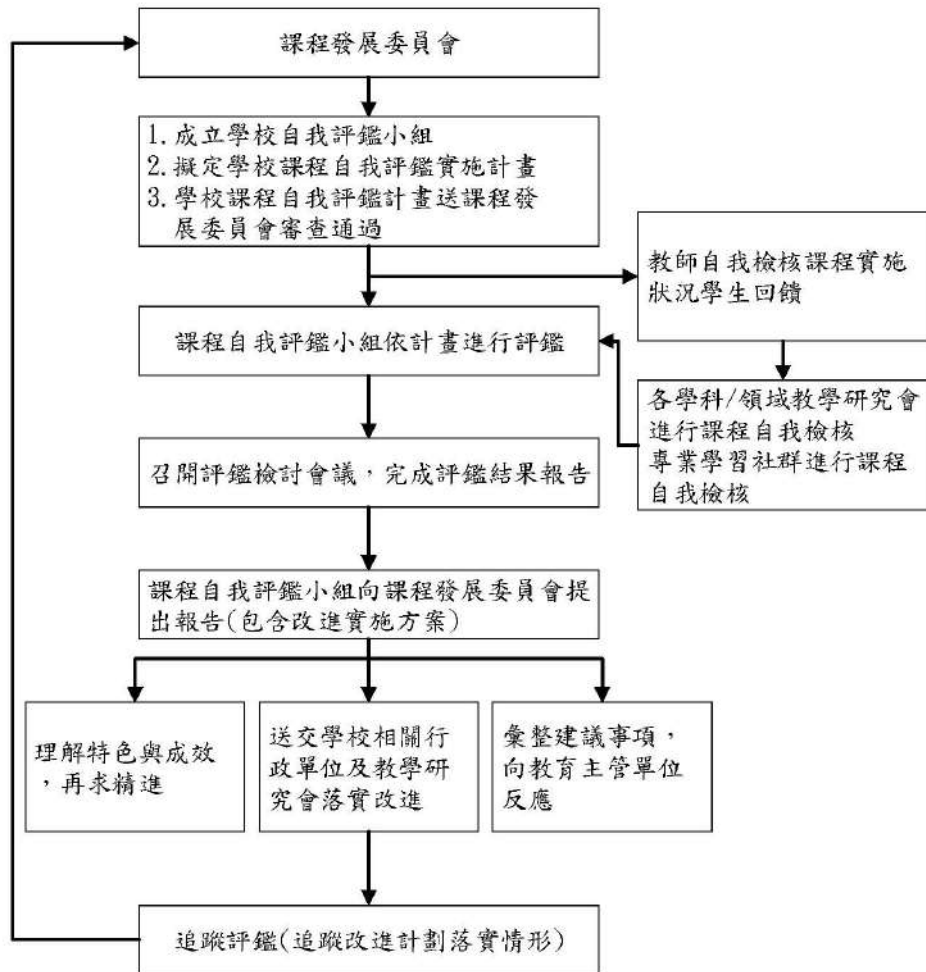 課程發展委員會
1.成立學校自我評鑑小組
2.擬定學校課程自我評鑑實施計畫
3.學校課程自我評鑑計畫送課程發
展委員會審查通過
教師自我檢核課程實施
狀況學生回饋
課程自我評鑑小組依計畫進行評鑑
各學科/領域教學研究會
進行課程自我檢核
專業學習社群進行課程
自我檢核
召開評鑑檢討會議，完成評鑑結果報告
課程自我評鑑小組向課程發展委員會提
出報告(包含改進實施方案)
理解特色與成效
，再求精進
送交學校相關行
政單位及教學研
究會落實改進
彙整建議事項，
向教育主管單位
反應
追蹤評鑑(追蹤改進計劃落實情形)